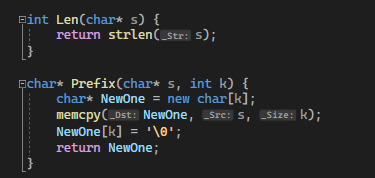 int Len(char* s) {
return strlen(_Str: s);
}
char* Prefix(char* s, int k) {
char* NewOne = new char[k];
memcpy(_Dst: NewOne, _Src: s, _Size: k);
NewOne[k] = '\0';
return NewOne;
}